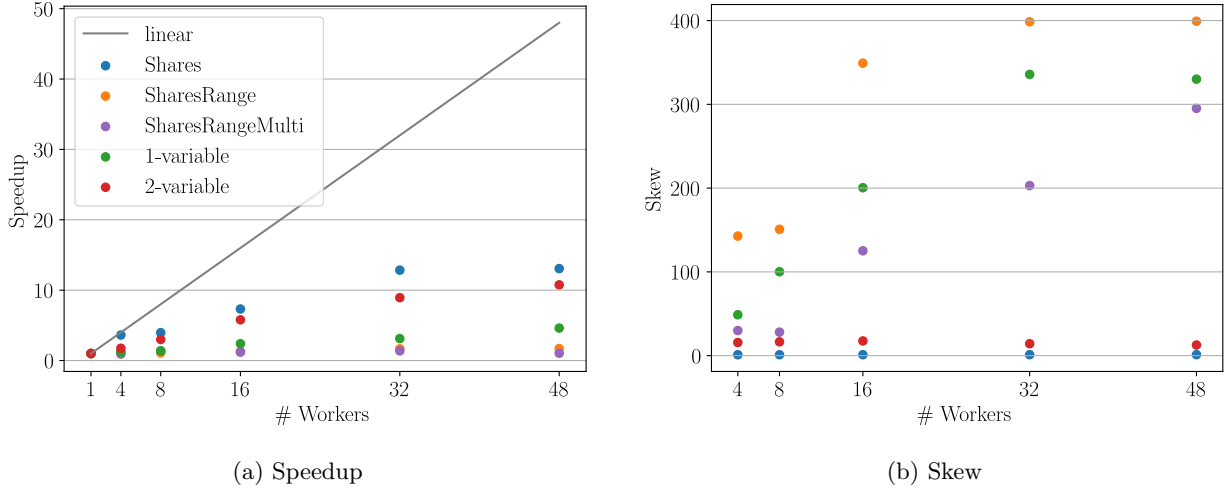 50
40
30
20
10
0
Speedup
linear
Shares
SharesRange
SharesRangeMulti
1-variable
2-variable
1 4 8 16 32 48
# Workers
(a) Speedup
400
300
200
100
0
Skew
4 8 16 32 48
# Workers
(b) Skew